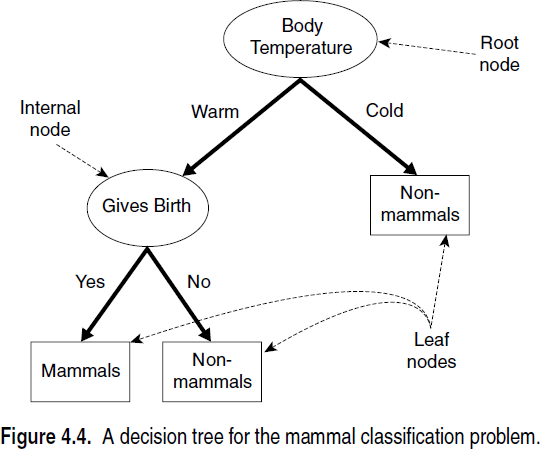 Body
Temperature
Root
node
Internal
node
Warm
Cold
Gives Birth
Non-
mammals
Yes
No
Mammals
Non-
mammals
Leaf
nodes
Figure 4.4. A decision tree for the mammal classification problem.